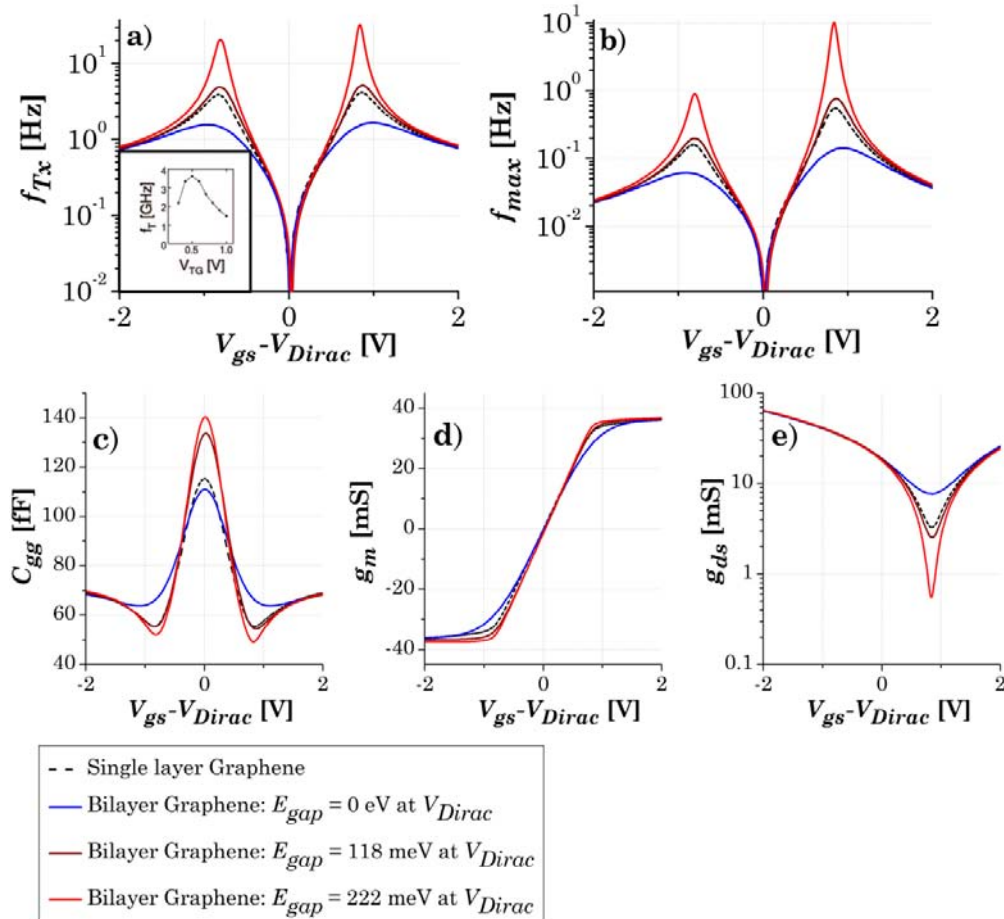 a)
f_Tx [Hz]
10^1
10^0
10^-1
10^-2
-2 0 2
V_gs-V_Dirac [V]
f_T [GHz]
4
3
2
1
0
0.5 1.0
V_TG [V]
b)
f_max [Hz]
10^1
10^0
10^-1
10^-2
-2 0 2
V_gs-V_Dirac [V]
c)
C_gg [fF]
140
120
100
80
60
40
-2 0 2
V_gs-V_Dirac [V]
d)
g_m [mS]
40
20
0
-20
-40
-2 0 2
V_gs-V_Dirac [V]
e)
g_ds [mS]
100
10
1
0.1
-2 0 2
V_gs-V_Dirac [V]
Single layer Graphene
Bilayer Graphene: E_gap = 0 eV at V_Dirac
Bilayer Graphene: E_gap = 118 meV at V_Dirac
Bilayer Graphene: E_gap = 222 meV at V_Dirac